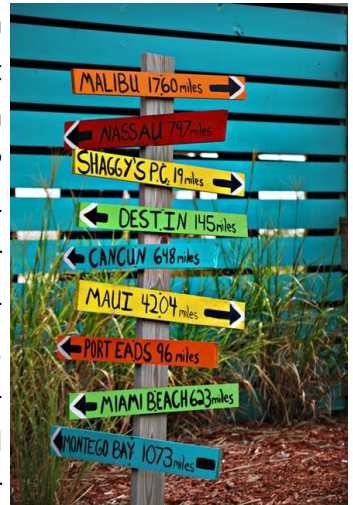 MALIBU 1760 miles
NASSAU 797 miles
SHAGGY'S P.C. 19 miles
DESTIN 145 miles
CANCUN 648 miles
MAUI 4204 miles
PORT EADS 96 miles
MIAMI BEACH 623 miles
MONTEGO BAY 1073 miles